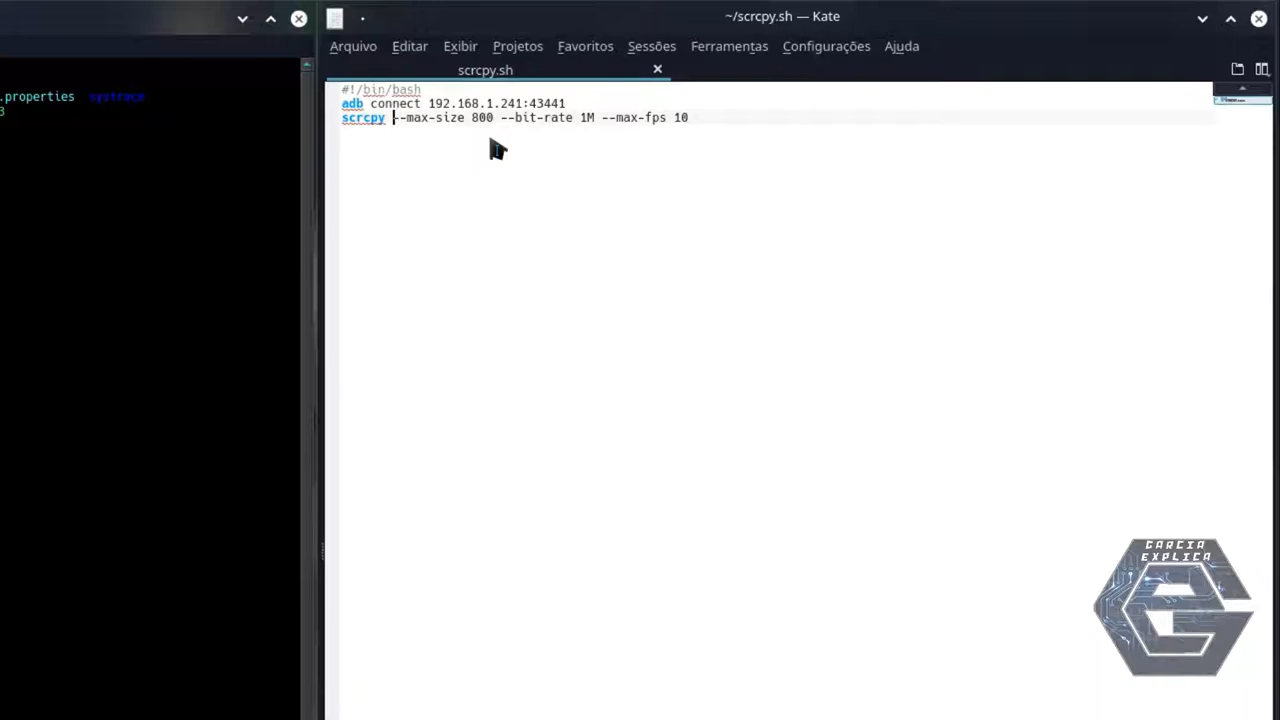 ~/scrcpy.sh — Kate
Arquivo Editar Exibir Projetos Favoritos Sessões Ferramentas Configurações Ajuda
scrcpy.sh
.properties systrace
3
#!/bin/bash
adb connect 192.168.1.241:43441
scrcpy --max-size 800 --bit-rate 1M --max-fps 10
GARCIA
EXPLICA